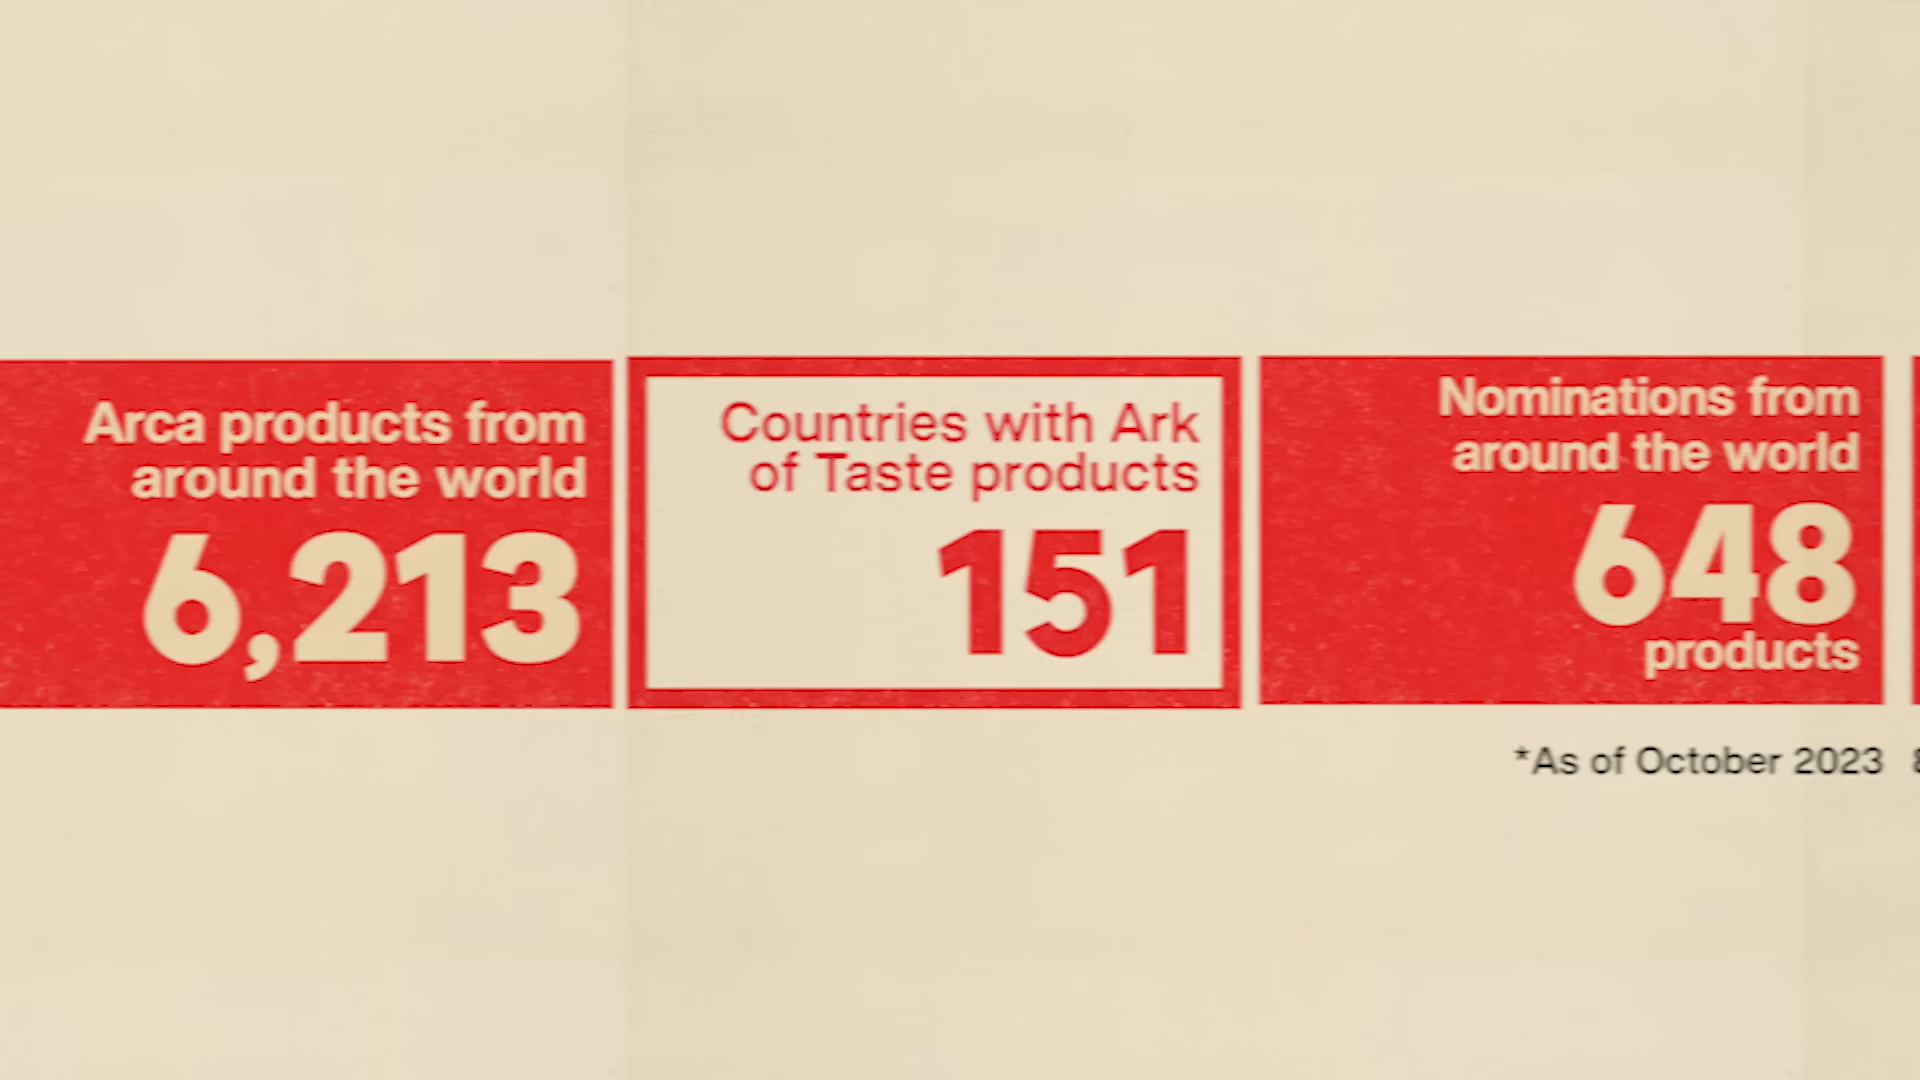 Arca products from
around the world
6,213
Countries with Ark
of Taste products
151
Nominations from
around the world
648
products
*As of October 2023